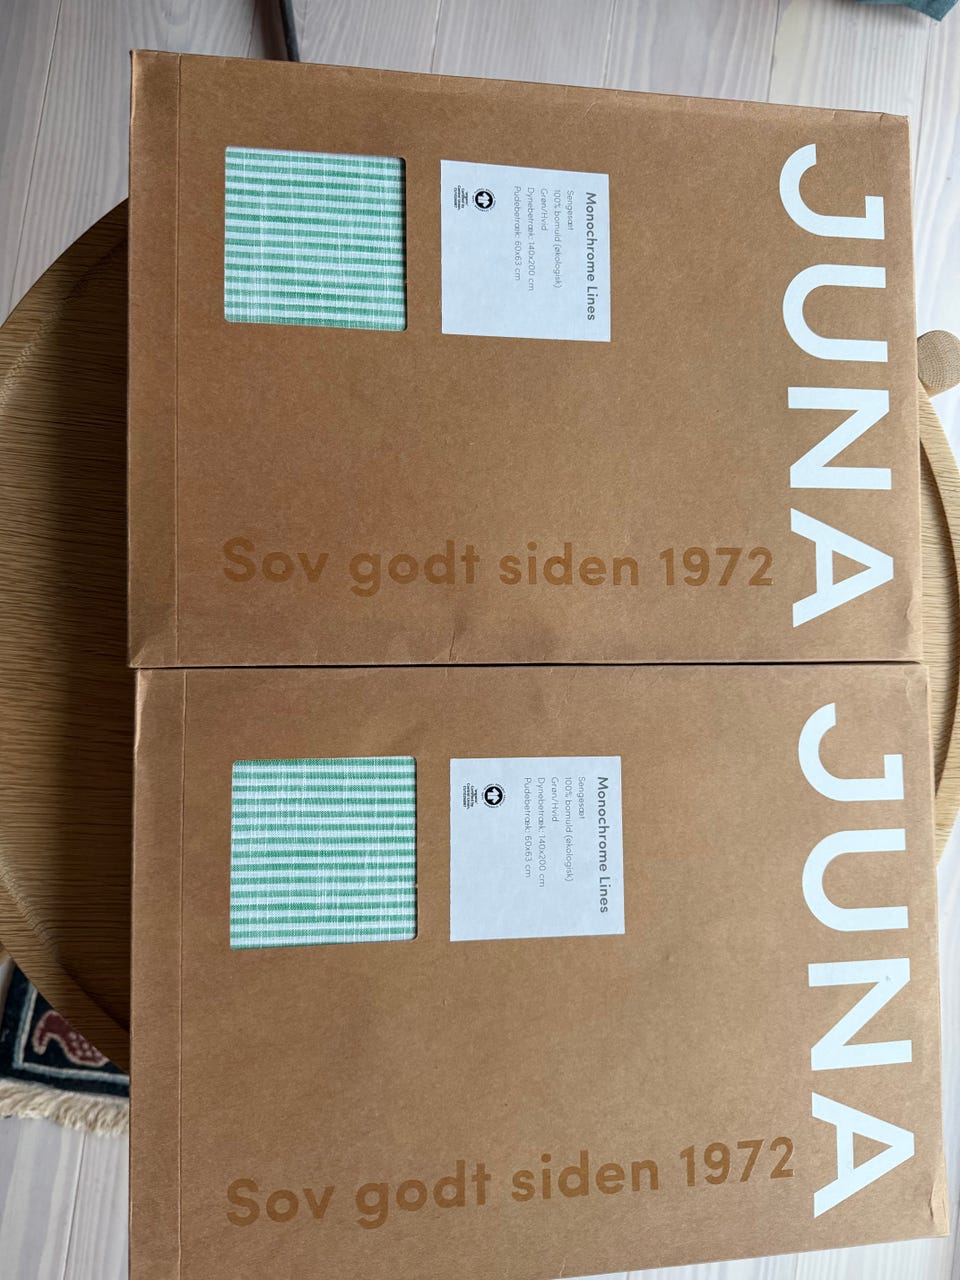 JUNA
Monochrome Lines
Sengesæt
100% bomuld (økologisk)
Grøn/Hvid
Dynebetræk: 140x200 cm
Pudebetræk: 60x63 cm
Sov godt siden 1972
JUNA
Monochrome Lines
Sengesæt
100% bomuld (økologisk)
Grøn/Hvid
Dynebetræk: 140x200 cm
Pudebetræk: 60x63 cm
Sov godt siden 1972